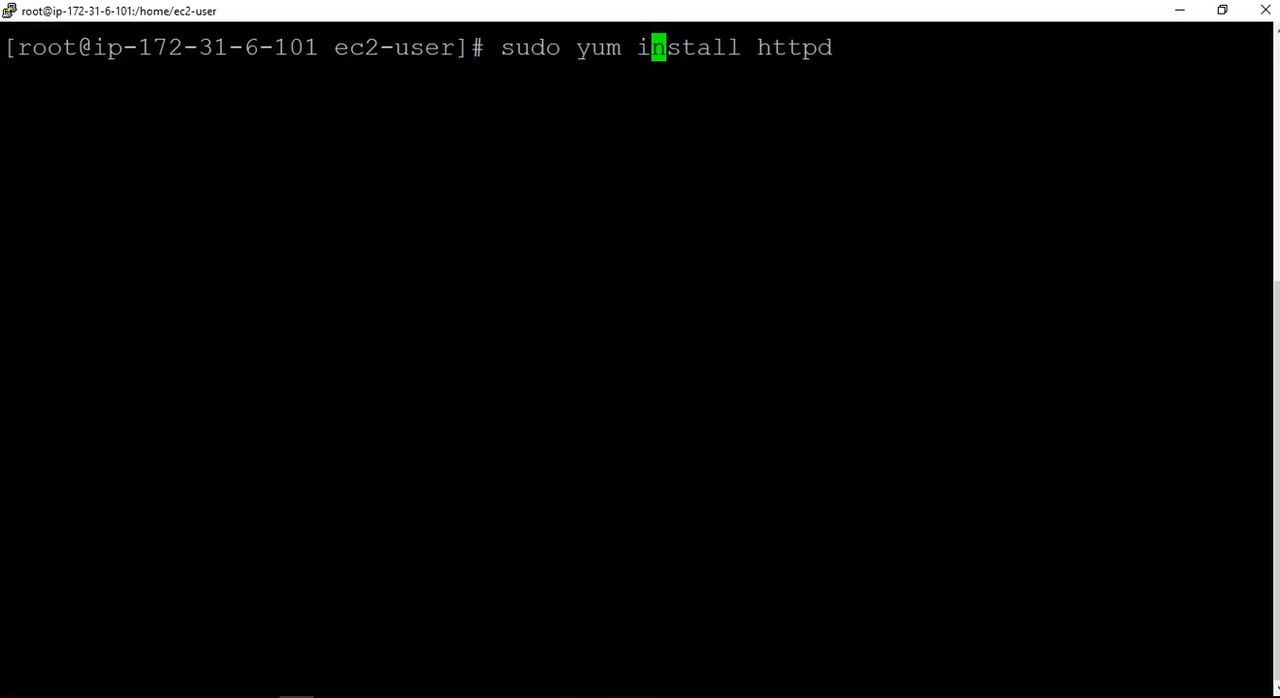 root@ip-172-31-6-101:/home/ec2-user
[root@ip-172-31-6-101 ec2-user]# sudo yum install httpd